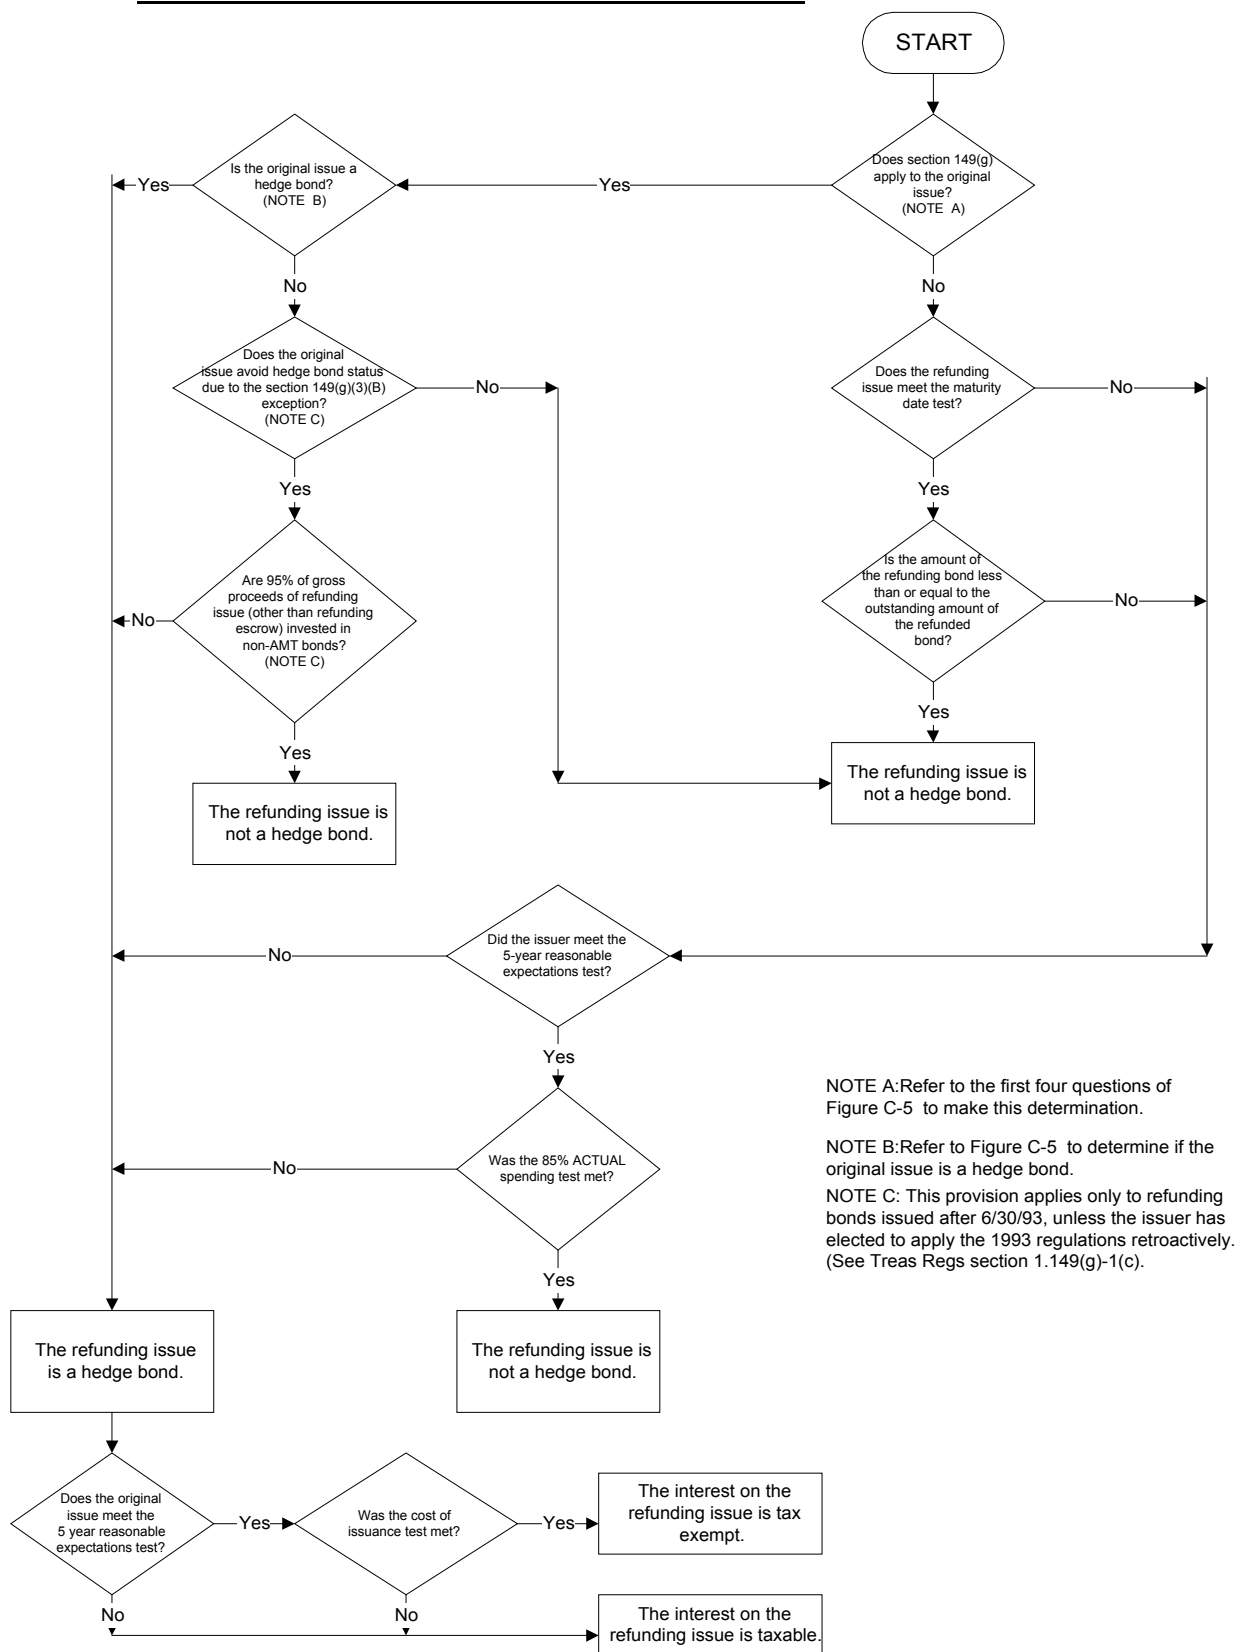 START
Does section 149(g)
apply to the original
issue?
(NOTE A)
Yes
Is the original issue a
hedge bond?
(NOTE B)
Yes
No
No
Does the original
issue avoid hedge bond status
due to the section 149(g)(3)(B)
exception?
(NOTE C)
No
Does the refunding
issue meet the maturity
date test?
No
Yes
Yes
Are 95% of gross
proceeds of refunding
issue (other than refunding
escrow) invested in
non-AMT bonds?
(NOTE C)
No
Is the amount of
the refunding bond less
than or equal to the
outstanding amount of
the refunded
bond?
No
Yes
Yes
The refunding issue is
not a hedge bond.
The refunding issue is
not a hedge bond.
Did the issuer meet the
5-year reasonable
expectations test?
No
Yes
Was the 85% ACTUAL
spending test met?
No
Yes
NOTE A:Refer to the first four questions of
Figure C-5 to make this determination.
NOTE B:Refer to Figure C-5 to determine if the
original issue is a hedge bond.
NOTE C: This provision applies only to refunding
bonds issued after 6/30/93, unless the issuer has
elected to apply the 1993 regulations retroactively.
(See Treas Regs section 1.149(g)-1(c).
The refunding issue
is a hedge bond.
The refunding issue is
not a hedge bond.
Does the original
issue meet the
5 year reasonable
expectations test?
Yes
Was the cost of
issuance test met?
Yes
The interest on the
refunding issue is tax
exempt.
No
No
The interest on the
refunding issue is taxable.